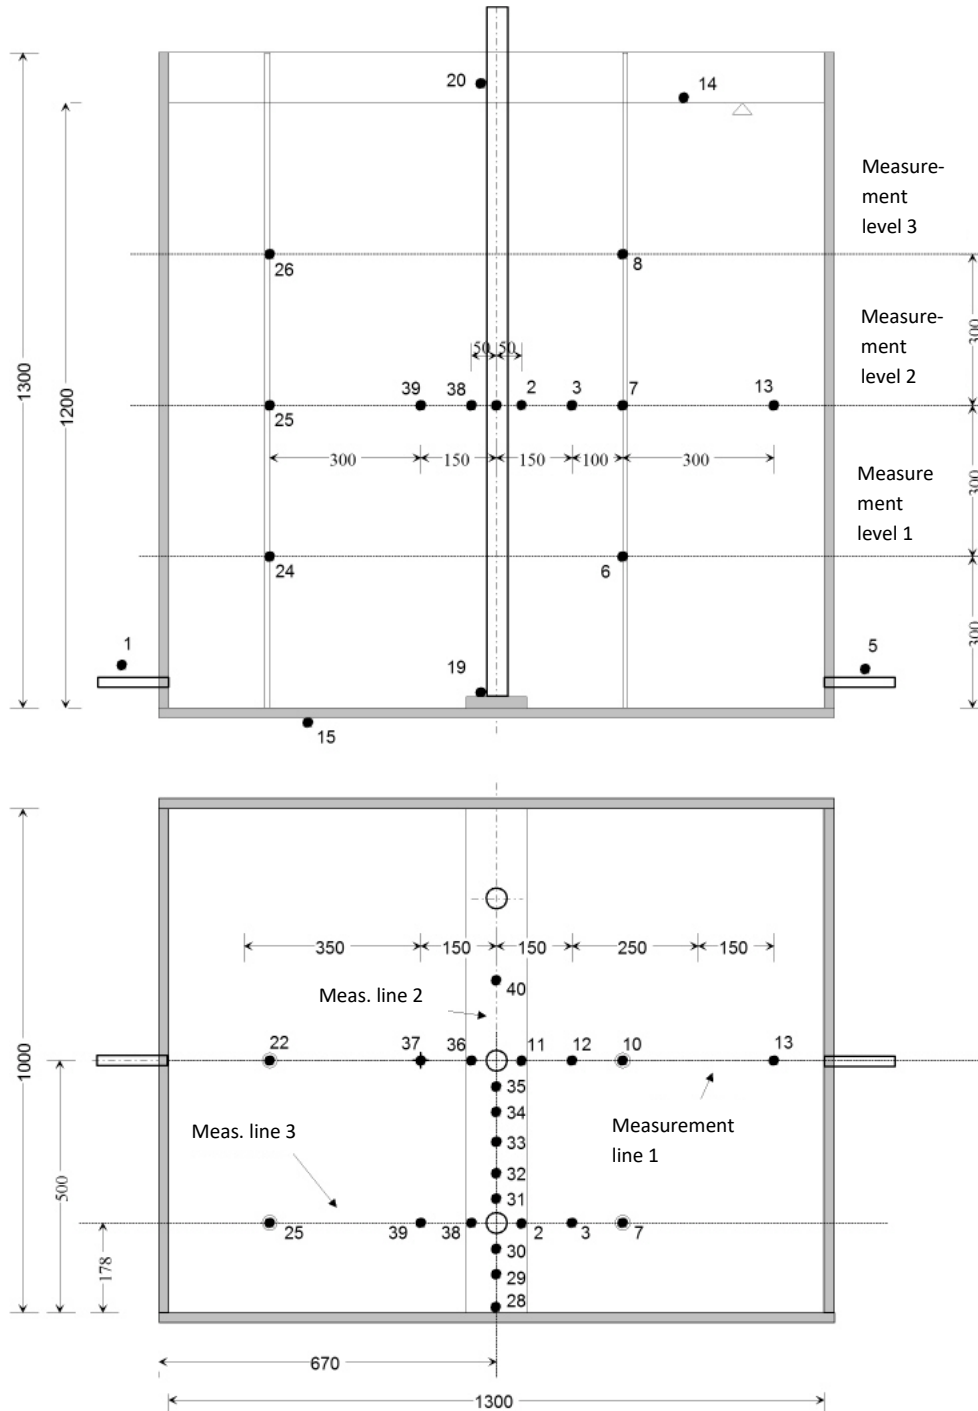 20
14
Measure-
ment
level 3
26
8
300
Measure-
ment
level 2
50 50
1300
1200
39 38 2 3 7 13
25
300 150 150 100 300
300
Measure
ment
level 1
24
6
1
19
5
300
15
350 150 150 250 150
40
Meas. line 2
22 37 36 11 12 10 13
1000
35
34
Meas. line 3
33
Measurement
line 1
32
500
31
25 39 38 2 3 7
30
178
29
28
670
1300